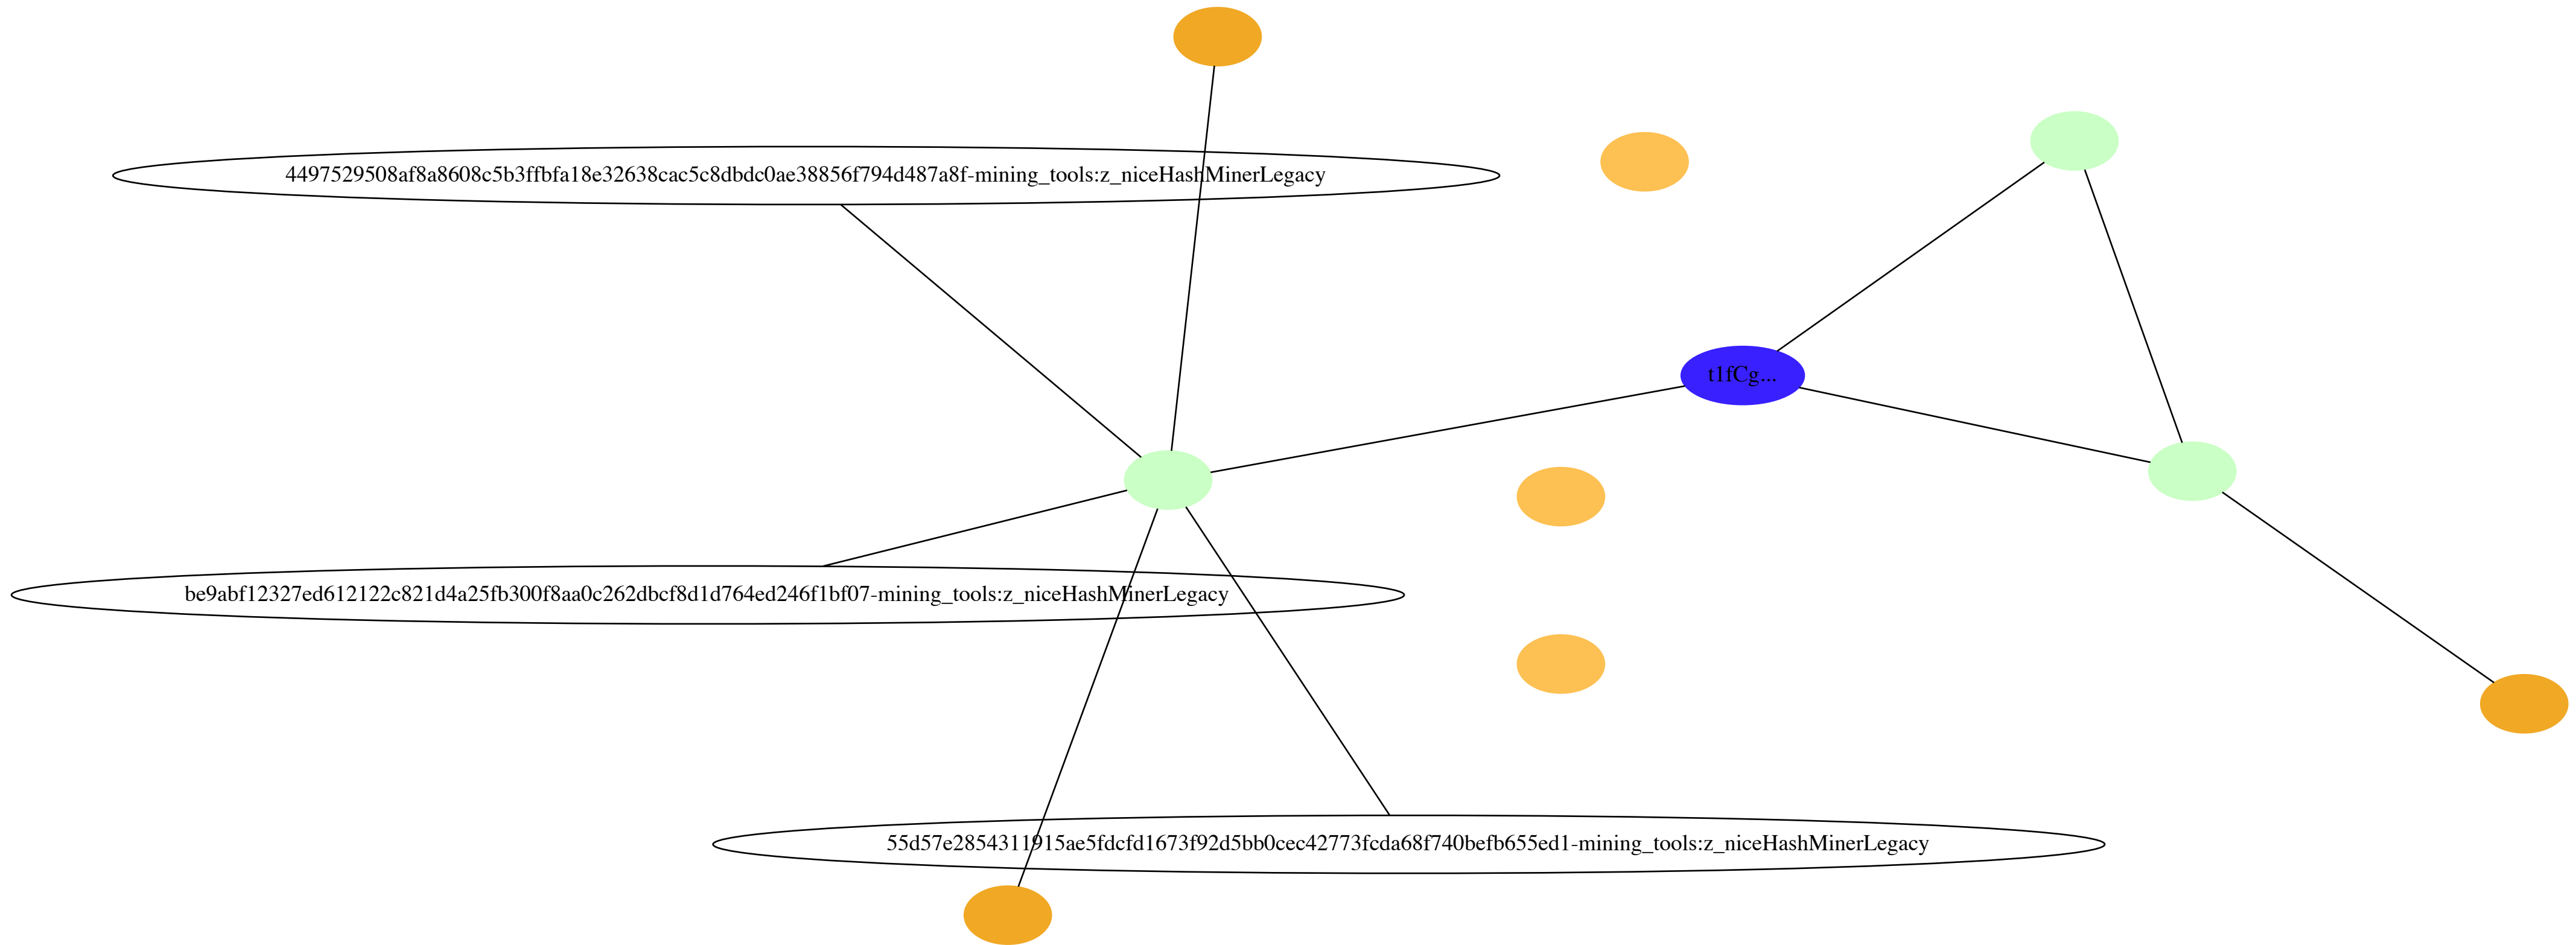 4497529508af8a8608c5b3ffbfa18e32638cac5c8dbdc0ae38856f794d487a8f-mining_tools:z_niceHashMinerLegacy
t1fCg...
be9abf12327ed612122c821d4a25fb300f8aa0c262dbcf8d1d764ed246f1bf07-mining_tools:z_niceHashMinerLegacy
55d57e2854311915ae5fdcfd1673f92d5bb0cec42773fcda68f740befb655ed1-mining_tools:z_niceHashMinerLegacy